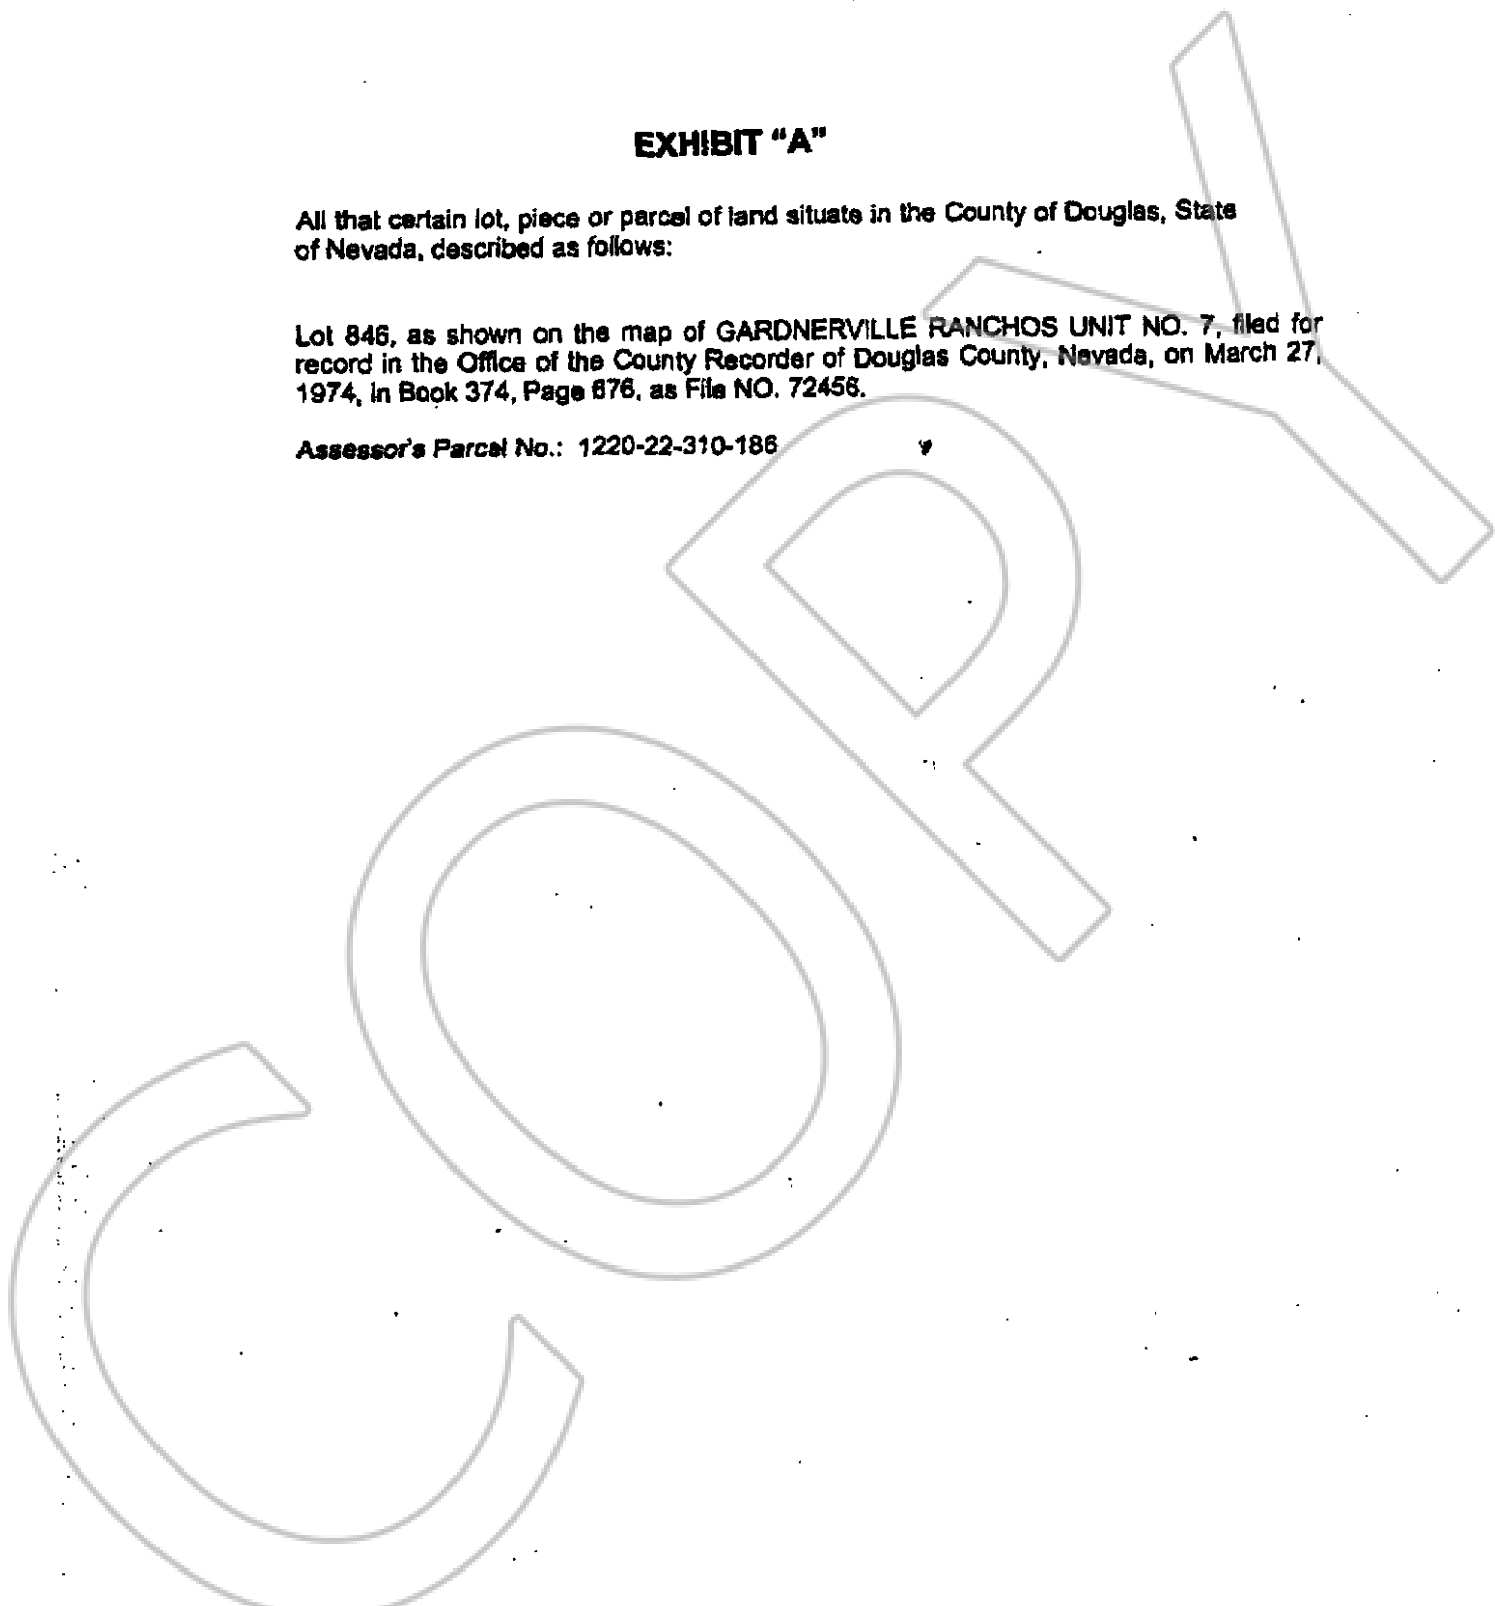 EXHIBIT "A"
All that certain lot, piece or parcel of land situate in the County of Douglas, State
of Nevada, described as follows:
Lot 846, as shown on the map of GARDNERVILLE RANCHOS UNIT NO. 7, filed for
record in the Office of the County Recorder of Douglas County, Nevada, on March 27,
1974, in Book 374, Page 676, as File NO. 72456.
Assessor's Parcel No.: 1220-22-310-186
COPY